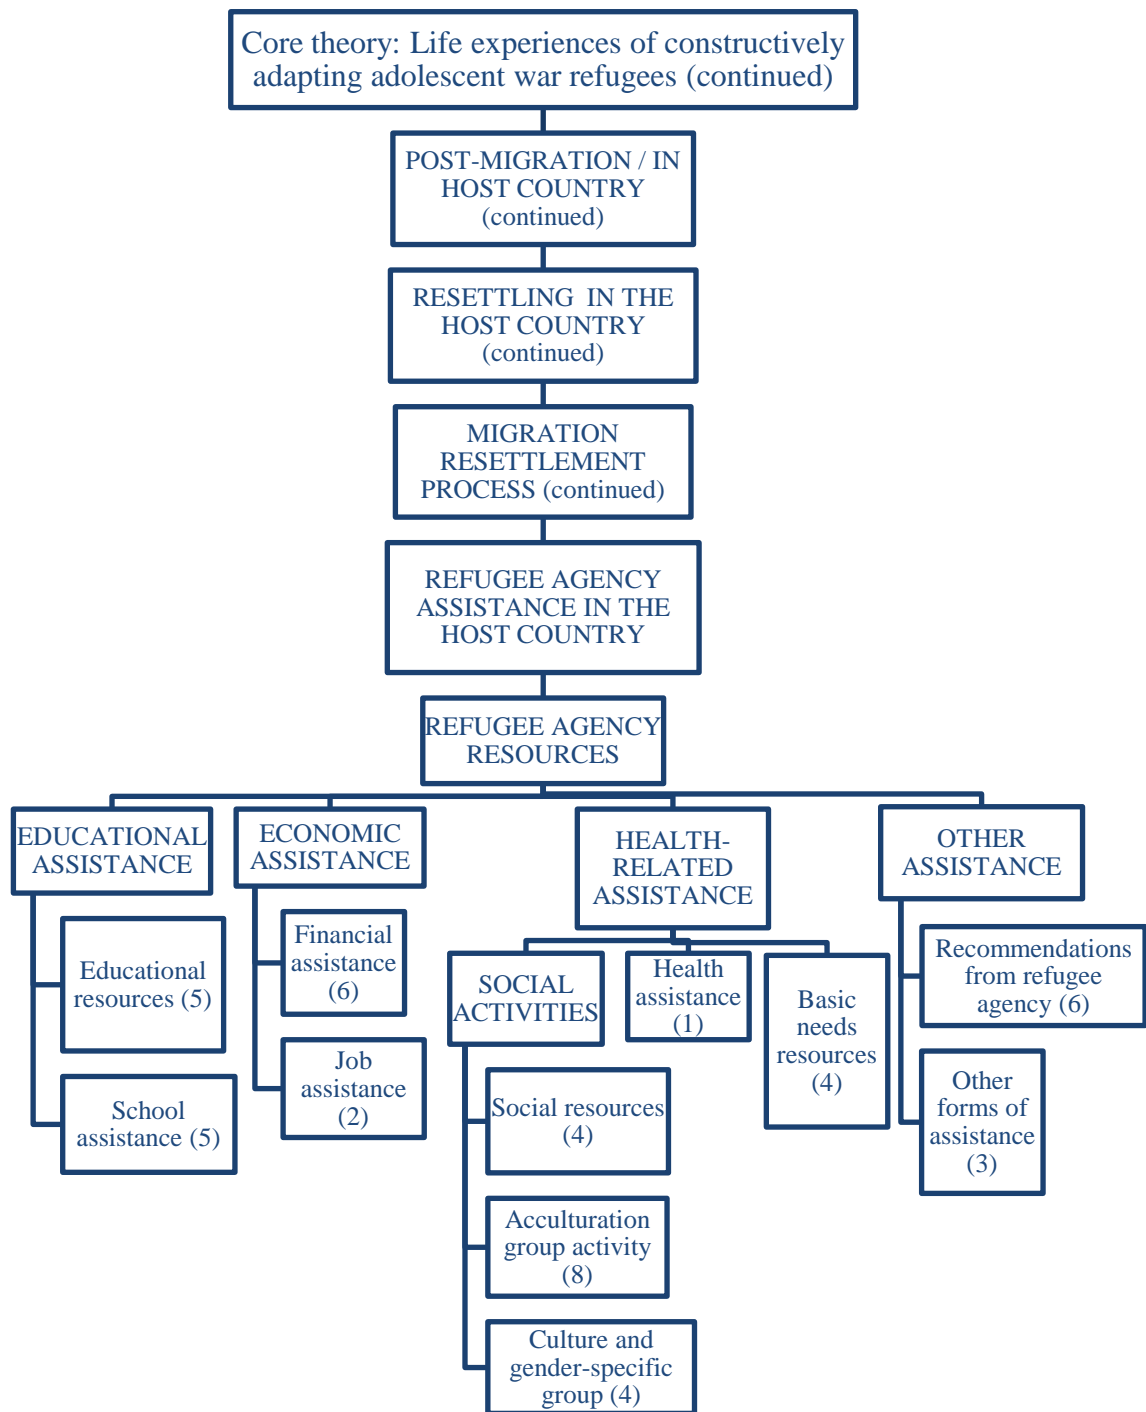 Core theory: Life experiences of constructively
adapting adolescent war refugees (continued)
POST-MIGRATION / IN
HOST COUNTRY
(continued)
RESETTLING IN THE
HOST COUNTRY
(continued)
MIGRATION
RESETTLEMENT
PROCESS (continued)
REFUGEE AGENCY
ASSISTANCE IN THE
HOST COUNTRY
REFUGEE AGENCY
RESOURCES
EDUCATIONAL
ASSISTANCE
Educational
resources (5)
School
assistance (5)
ECONOMIC
ASSISTANCE
Financial
assistance
(6)
Job
assistance
(2)
HEALTH-
RELATED
ASSISTANCE
SOCIAL
ACTIVITIES
Social resources
(4)
Acculturation
group activity
(8)
Culture and
gender-specific
group (4)
Health
assistance
(1)
Basic
needs
resources
(4)
OTHER
ASSISTANCE
Recommendations
from refugee
agency (6)
Other
forms of
assistance
(3)